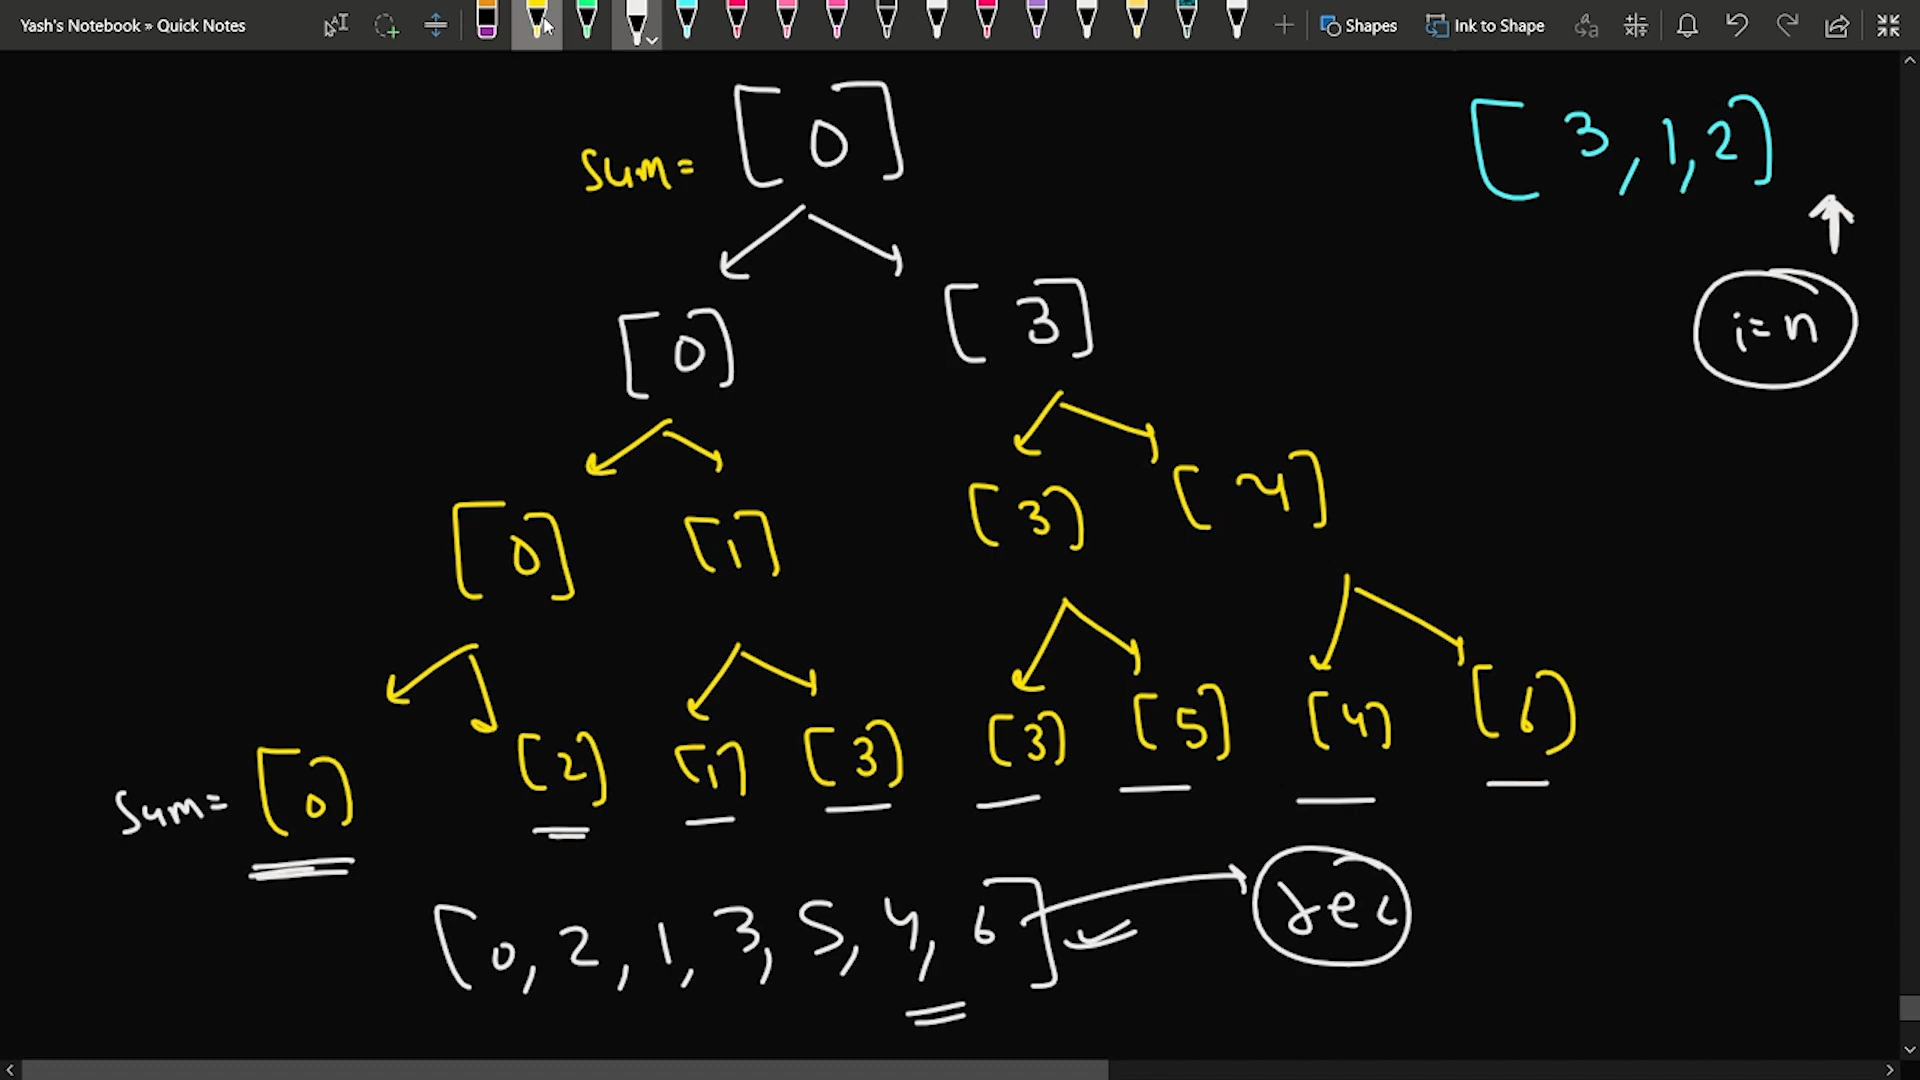 Yash's Notebook » Quick Notes
Shapes
Ink to Shape
sum= [0]
[3,1,2]
[0] [3]
i=n
[0] [1] [3] [4]
sum= [0] [2] [1] [3] [3] [5] [4] [6]
[0, 2, 1, 3, 5, 4, 6]